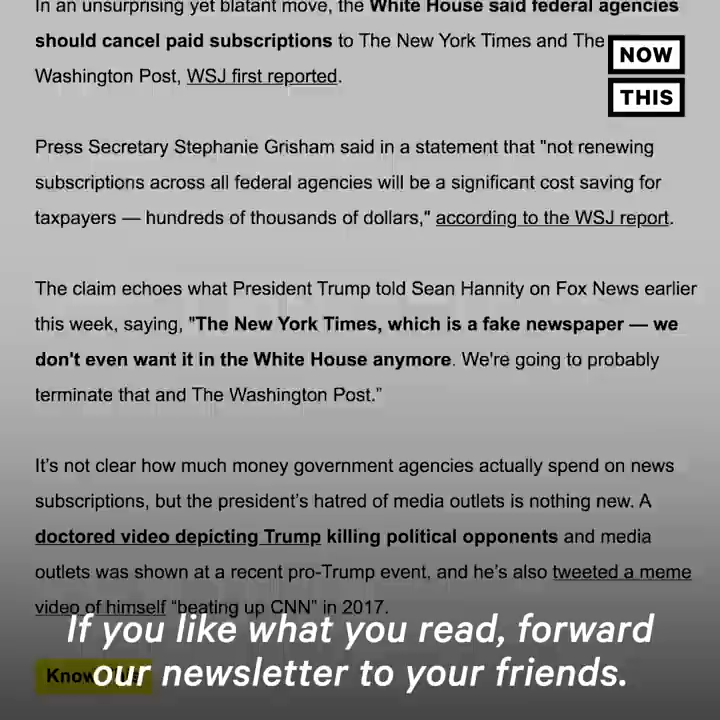 In an unsurprising yet blatant move, the White House said federal agencies
should cancel paid subscriptions to The New York Times and The
Washington Post, WSJ first reported.
NOW
THIS
Press Secretary Stephanie Grisham said in a statement that "not renewing
subscriptions across all federal agencies will be a significant cost saving for
taxpayers — hundreds of thousands of dollars," according to the WSJ report.
The claim echoes what President Trump told Sean Hannity on Fox News earlier
this week, saying, "The New York Times, which is a fake newspaper — we
don't even want it in the White House anymore. We're going to probably
terminate that and The Washington Post.”
It’s not clear how much money government agencies actually spend on news
subscriptions, but the president’s hatred of media outlets is nothing new. A
doctored video depicting Trump killing political opponents and media
outlets was shown at a recent pro-Trump event, and he’s also tweeted a meme
video of himself “beating up CNN” in 2017.
If you like what you read, forward
our newsletter to your friends.
Know